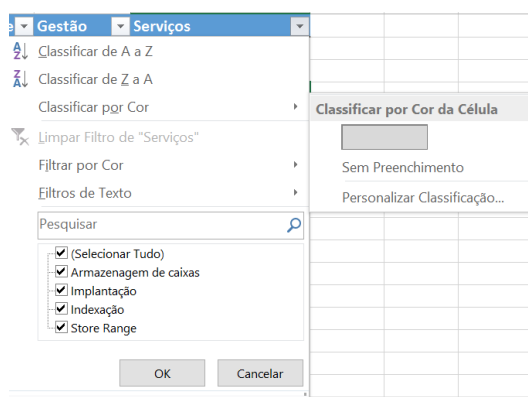 Gestão Serviços
Classificar de A a Z
Classificar de Z a A
Classificar por Cor
Limpar Filtro de "Serviços"
Filtrar por Cor
Filtros de Texto
Pesquisar
(Selecionar Tudo)
Armazenagem de caixas
Implantação
Indexação
Store Range
OK Cancelar
Classificar por Cor da Célula
Sem Preenchimento
Personalizar Classificação...